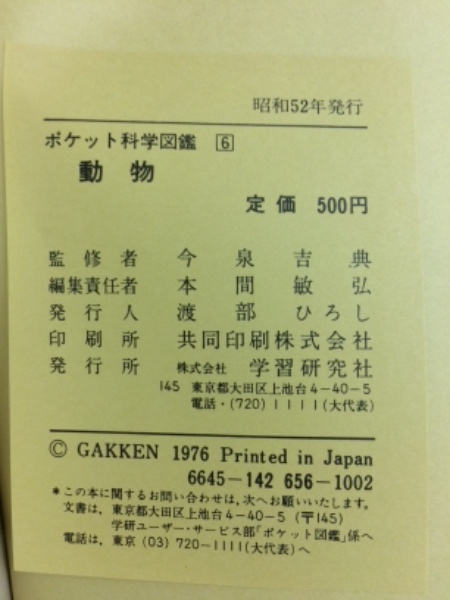 昭和52年発行
ポケット科学図鑑 6
動物
定価 500円
監修者 今泉吉典
編集責任者 本間敏弘
発行人 渡部ひろし
印刷所 共同印刷株式会社
発行所 株式会社 学習研究社
145 東京都大田区上池台4-40-5
電話・(720) 1111(大代表)
© GAKKEN 1976 Printed in Japan
6645-142 656-1002
*この本に関するお問い合わせは、次へお願いいたします。
文書は、東京都大田区上池台4-40-5(〒145)
学研ユーザー・サービス部「ポケット図鑑」係へ
電話は、東京(03)720-1111(大代表)へ